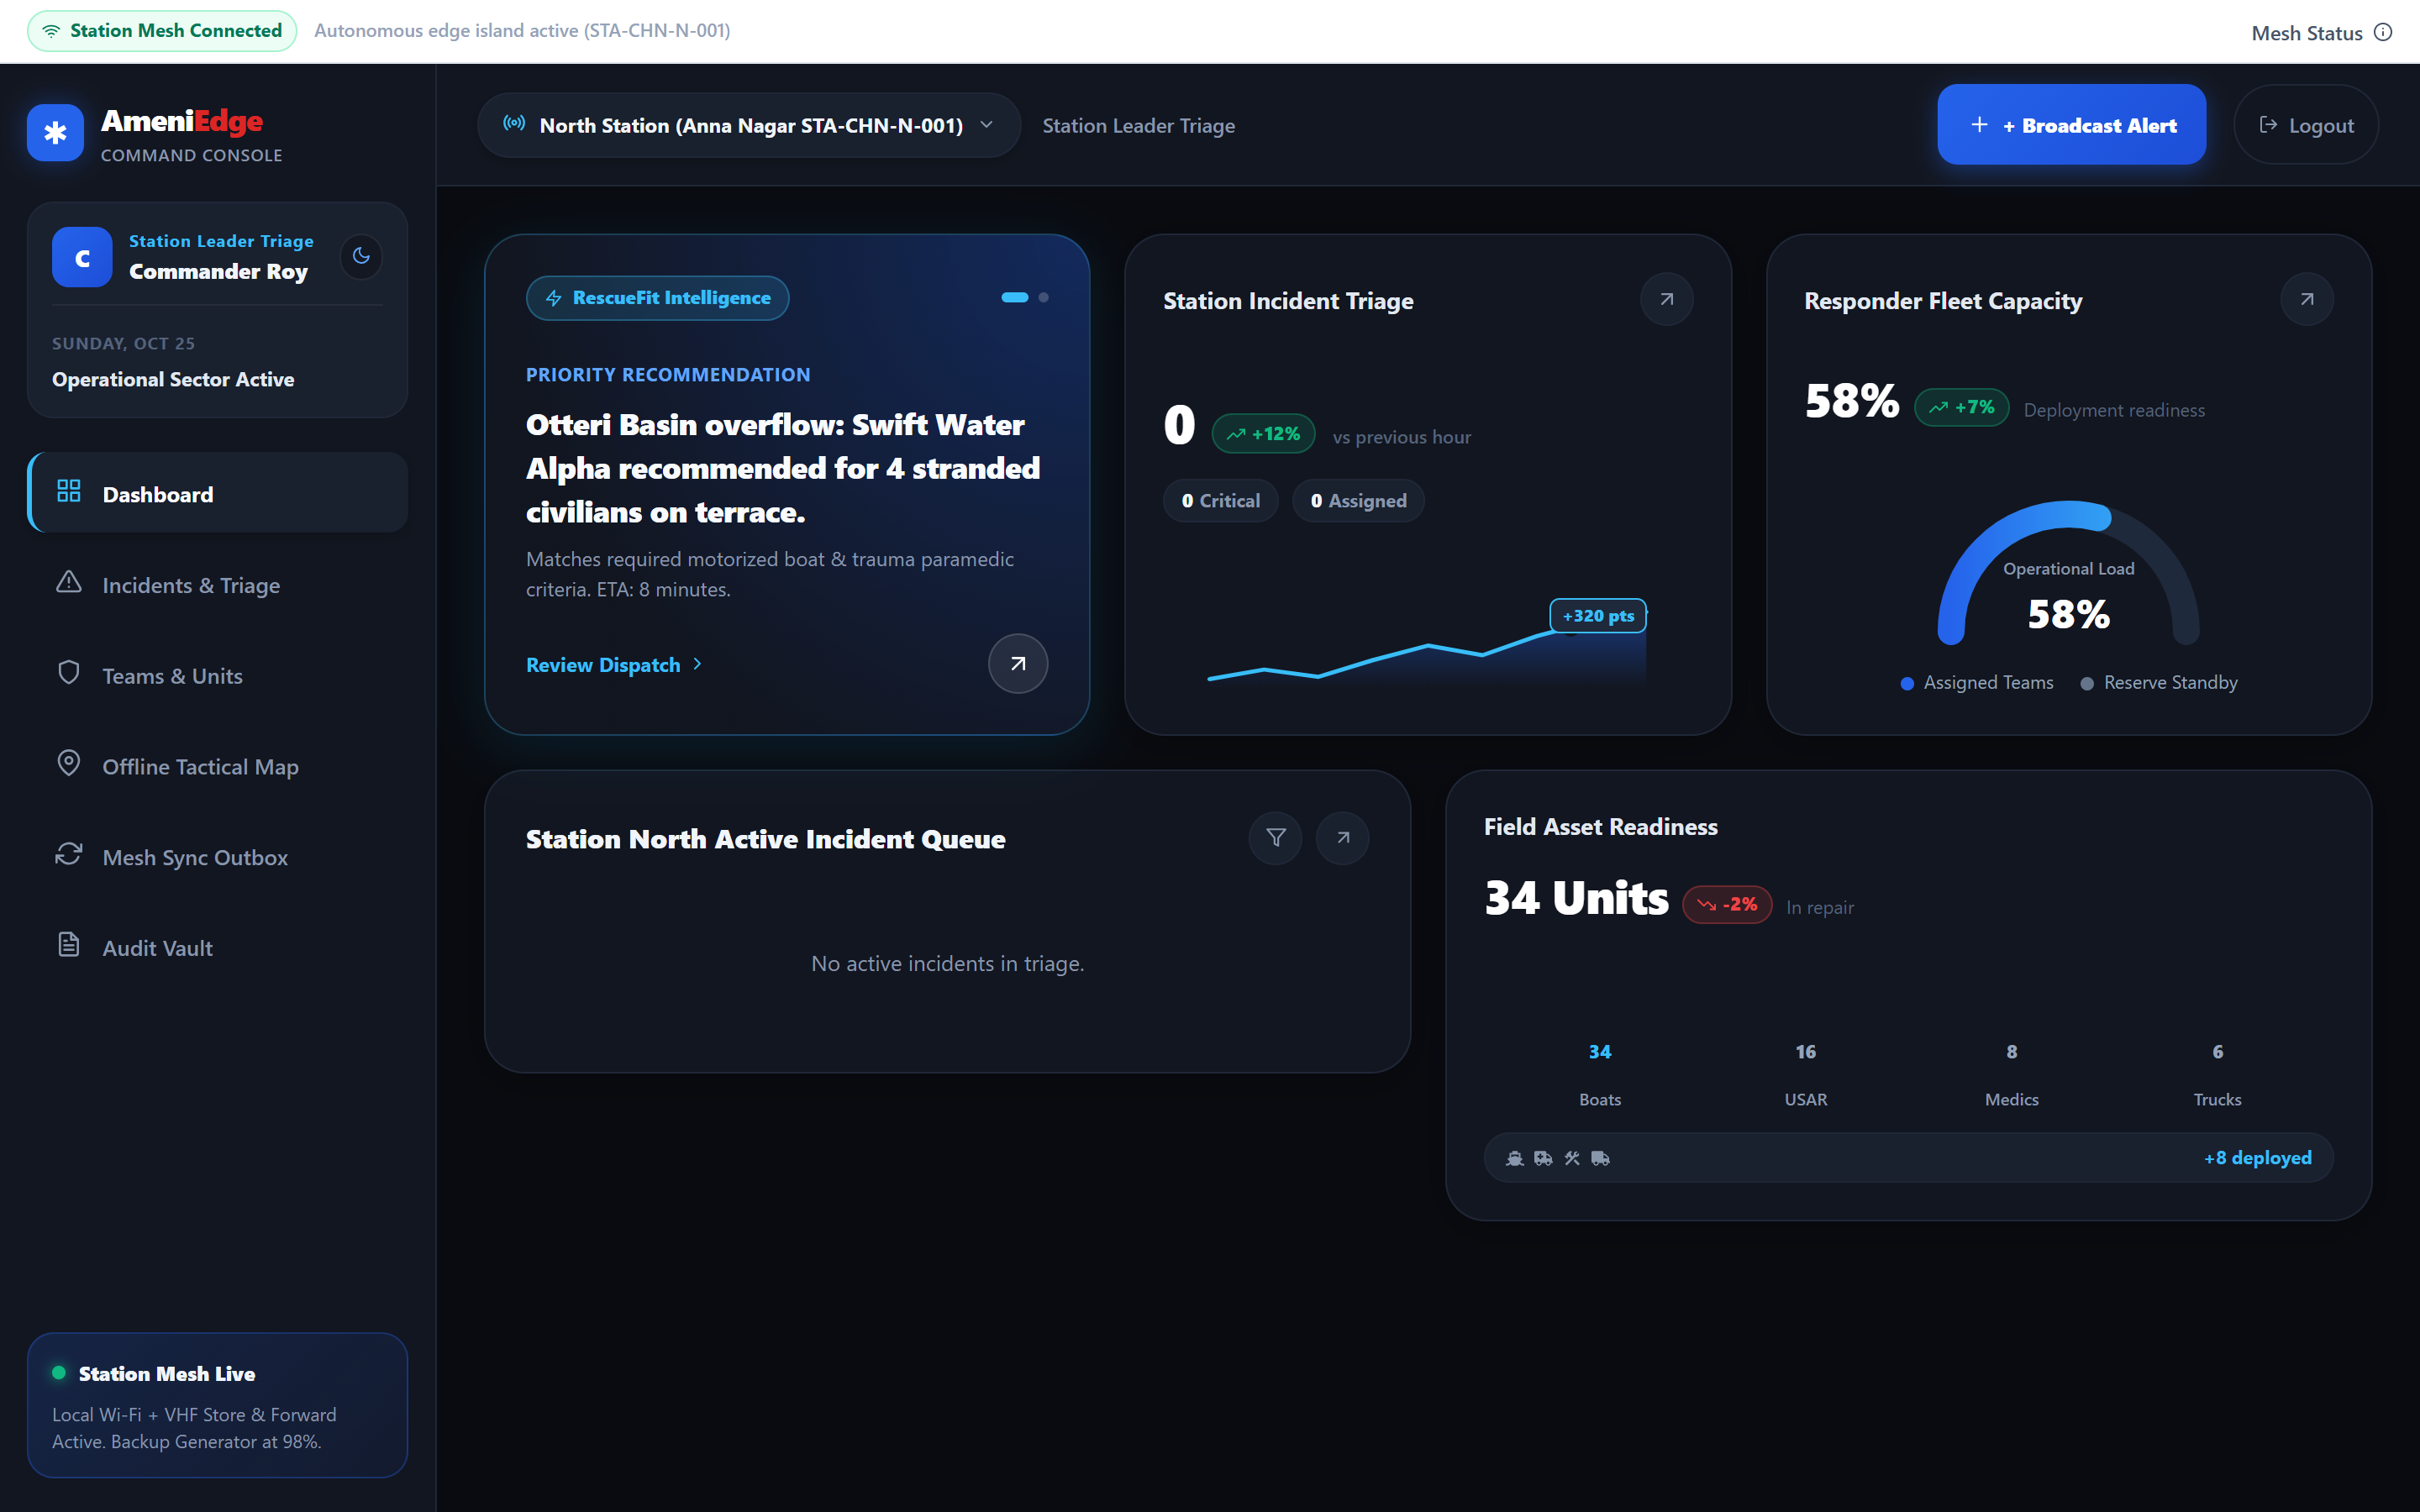 Station Mesh Connected
Autonomous edge island active (STA-CHN-N-001)
Mesh Status
AmeniEdge
COMMAND CONSOLE
C
Station Leader Triage
Commander Roy
SUNDAY, OCT 25
Operational Sector Active
Dashboard
Incidents & Triage
Teams & Units
Offline Tactical Map
Mesh Sync Outbox
Audit Vault
Station Mesh Live
Local Wi-Fi + VHF Store & Forward
Active. Backup Generator at 98%.
North Station (Anna Nagar STA-CHN-N-001)
Station Leader Triage
+ Broadcast Alert
Logout
RescueFit Intelligence
PRIORITY RECOMMENDATION
Otteri Basin overflow: Swift Water
Alpha recommended for 4 stranded
civilians on terrace.
Matches required motorized boat & trauma paramedic
criteria. ETA: 8 minutes.
Review Dispatch
Station Incident Triage
0
+12%
vs previous hour
0 Critical
0 Assigned
+320 pts
Responder Fleet Capacity
58%
+7%
Deployment readiness
Operational Load
58%
Assigned Teams
Reserve Standby
Station North Active Incident Queue
No active incidents in triage.
Field Asset Readiness
34 Units
-2%
In repair
34
16
8
6
Boats
USAR
Medics
Trucks
+8 deployed